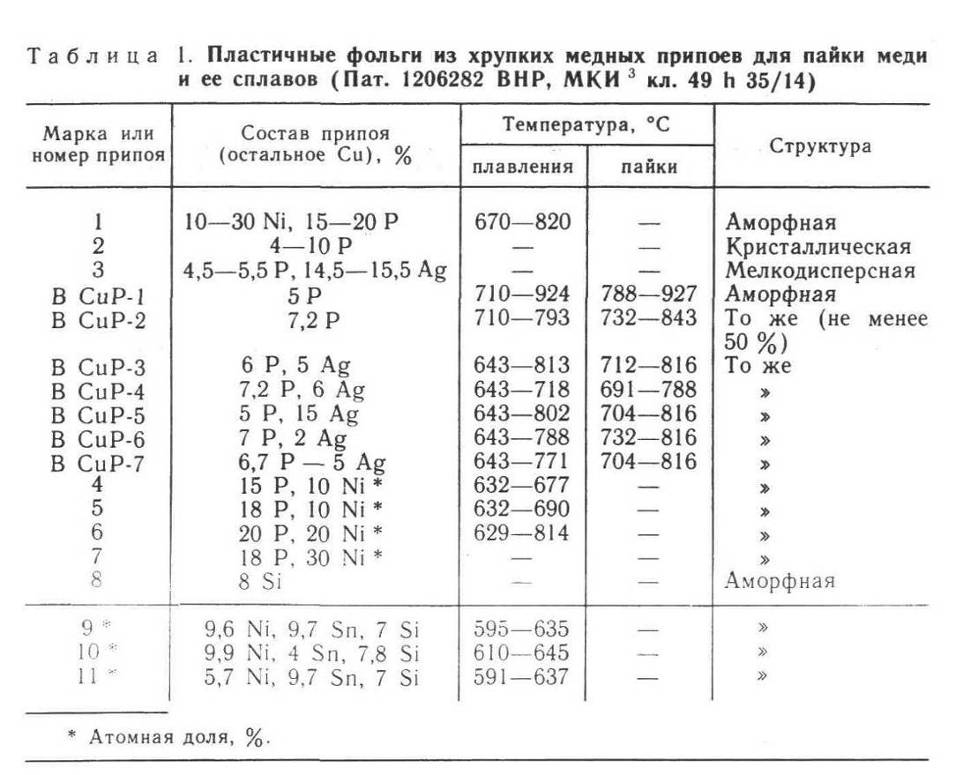 Таблица 1. Пластичные фольги из хрупких медных припоев для пайки меди
и ее сплавов (Пат. 1206282 ВНР, МКИ ³ кл. 49 h 35/14)
Марка или номер припоя | Состав припоя (остальное Cu), % | Температура, °С | Структура
плавления | пайки
1 | 10—30 Ni, 15—20 P | 670—820 | — | Аморфная
2 | 4—10 P | — | — | Кристаллическая
3 | 4,5—5,5 P, 14,5—15,5 Ag | — | — | Мелкодисперсная
В CuP-1 | 5 P | 710—924 | 788—927 | Аморфная
В CuP-2 | 7,2 P | 710—793 | 732—843 | То же (не менее
50 %)
В CuP-3 | 6 P, 5 Ag | 643—813 | 712—816 | То же
В CuP-4 | 7,2 P, 6 Ag | 643—718 | 691—788 | »
В CuP-5 | 5 P, 15 Ag | 643—802 | 704—816 | »
В CuP-6 | 7 P, 2 Ag | 643—788 | 732—816 | »
В CuP-7 | 6,7 P — 5 Ag | 643—771 | 704—816 | »
4 | 15 P, 10 Ni * | 632—677 | — | »
5 | 18 P, 10 Ni * | 632—690 | — | »
6 | 20 P, 20 Ni * | 629—814 | — | »
7 | 18 P, 30 Ni * | — | — | »
8 | 8 Si | — | — | Аморфная
9 * | 9,6 Ni, 9,7 Sn, 7 Si | 595—635 | — | »
10 * | 9,9 Ni, 4 Sn, 7,8 Si | 610—645 | — | »
11 * | 5,7 Ni, 9,7 Sn, 7 Si | 591—637 | — | »
* Атомная доля, %.